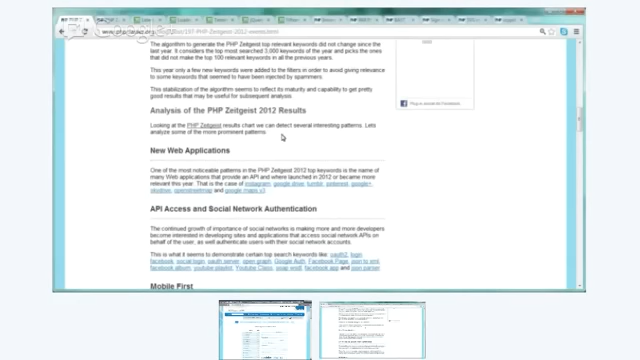 The algorithm to generate the PHP Zeitgeist top relevant keywords did not change since the
last year. It considers the top most searched 3,000 keywords of the year and picks the ones
that did not make the top 100 relevant keywords in all the previous years.
This year only a few new keywords were added to the filters in order to avoid giving relevance
to some keywords that seemed to have been injected by spammers.
This stabilization of the algorithm seems to reflect its maturity and capability to get pretty
good results that may be useful for subsequent analysis.
Analysis of the PHP Zeitgeist 2012 Results
Looking at the PHP Zeitgeist results chart we can detect several interesting patterns. Lets
analyze some of the more prominent patterns.
New Web Applications
One of the most noticeable patterns in the PHP Zeitgeist 2012 top keywords is the name of
many Web applications that provide an API and where launched in 2012 or became more
relevant this year. That is the case of instagram, google drive, tumblr, pinterest, google+,
skydrive, openstreetmap and google maps v3.
API Access and Social Network Authentication
The continued growth of importance of social networks is making more and more developers
become interested in developing sites and applications that access social network APIs on
behalf of the user, as well authenticate users with their social network accounts.
This is what it seems to demonstrate certain top search keywords like: oauth2, login
facebook, social login, oauth server, open graph, Google Auth, Facebook Page, json to xml,
facebook album, youtube playlist, Youtube Class, soap wsdl, facebook app and json parser.
Mobile First